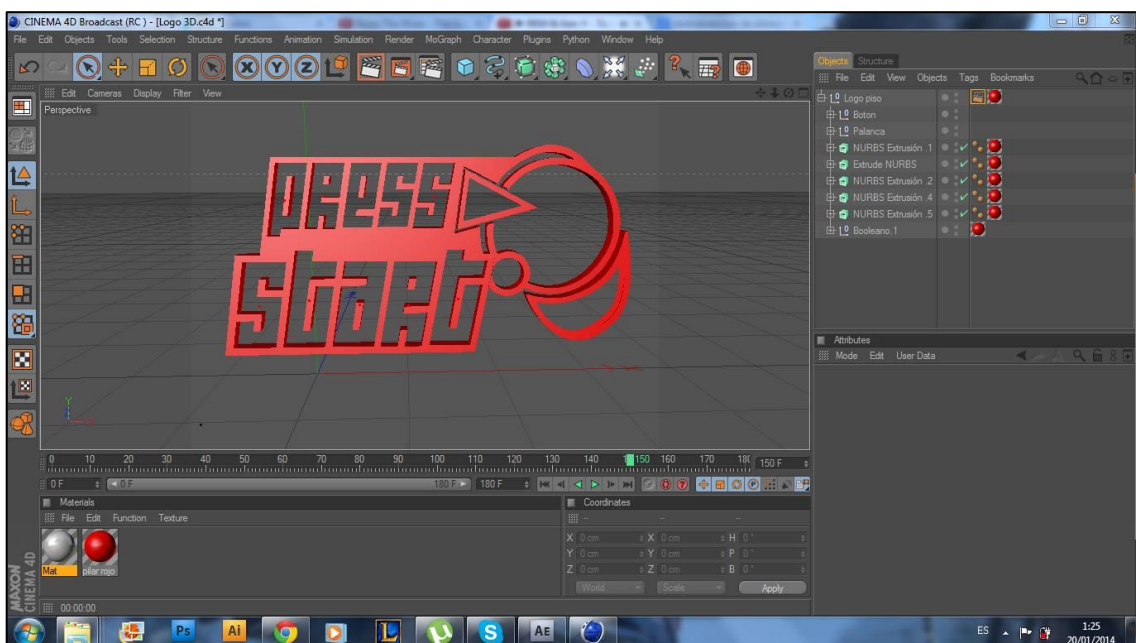 CINEMA 4D Broadcast (RC ) - [Logo 3D.c4d *]
File Edit Objects Tools Selection Structure Functions Animation Simulation Render MoGraph Character Plugins Python Window Help
X Y Z
Edit Cameras Display Filter View
Perspective
press
start
Y
Objects Structure
File Edit View Objects Tags Bookmarks
Logo piso
Boton
Palanca
NURBS Extrusión .1
Extrude NURBS
NURBS Extrusión .2
NURBS Extrusión .4
NURBS Extrusión .5
Booleano.1
Attributes
Mode Edit User Data
0 10 20 30 40 50 60 70 80 90 100 110 120 130 140 150 160 170 180 150 F
0 F 0 F 180 F 180 F
Materials
File Edit Function Texture
Mat pilar rojo
Coordinates
X 0 cm X 0 cm H 0 °
Y 0 cm Y 0 cm P 0 °
Z 0 cm Z 0 cm B 0 °
World Scale Apply
MAXON
CINEMA 4D
00:00:00
Ps Ai L S AE
ES 1:25
20/01/2014